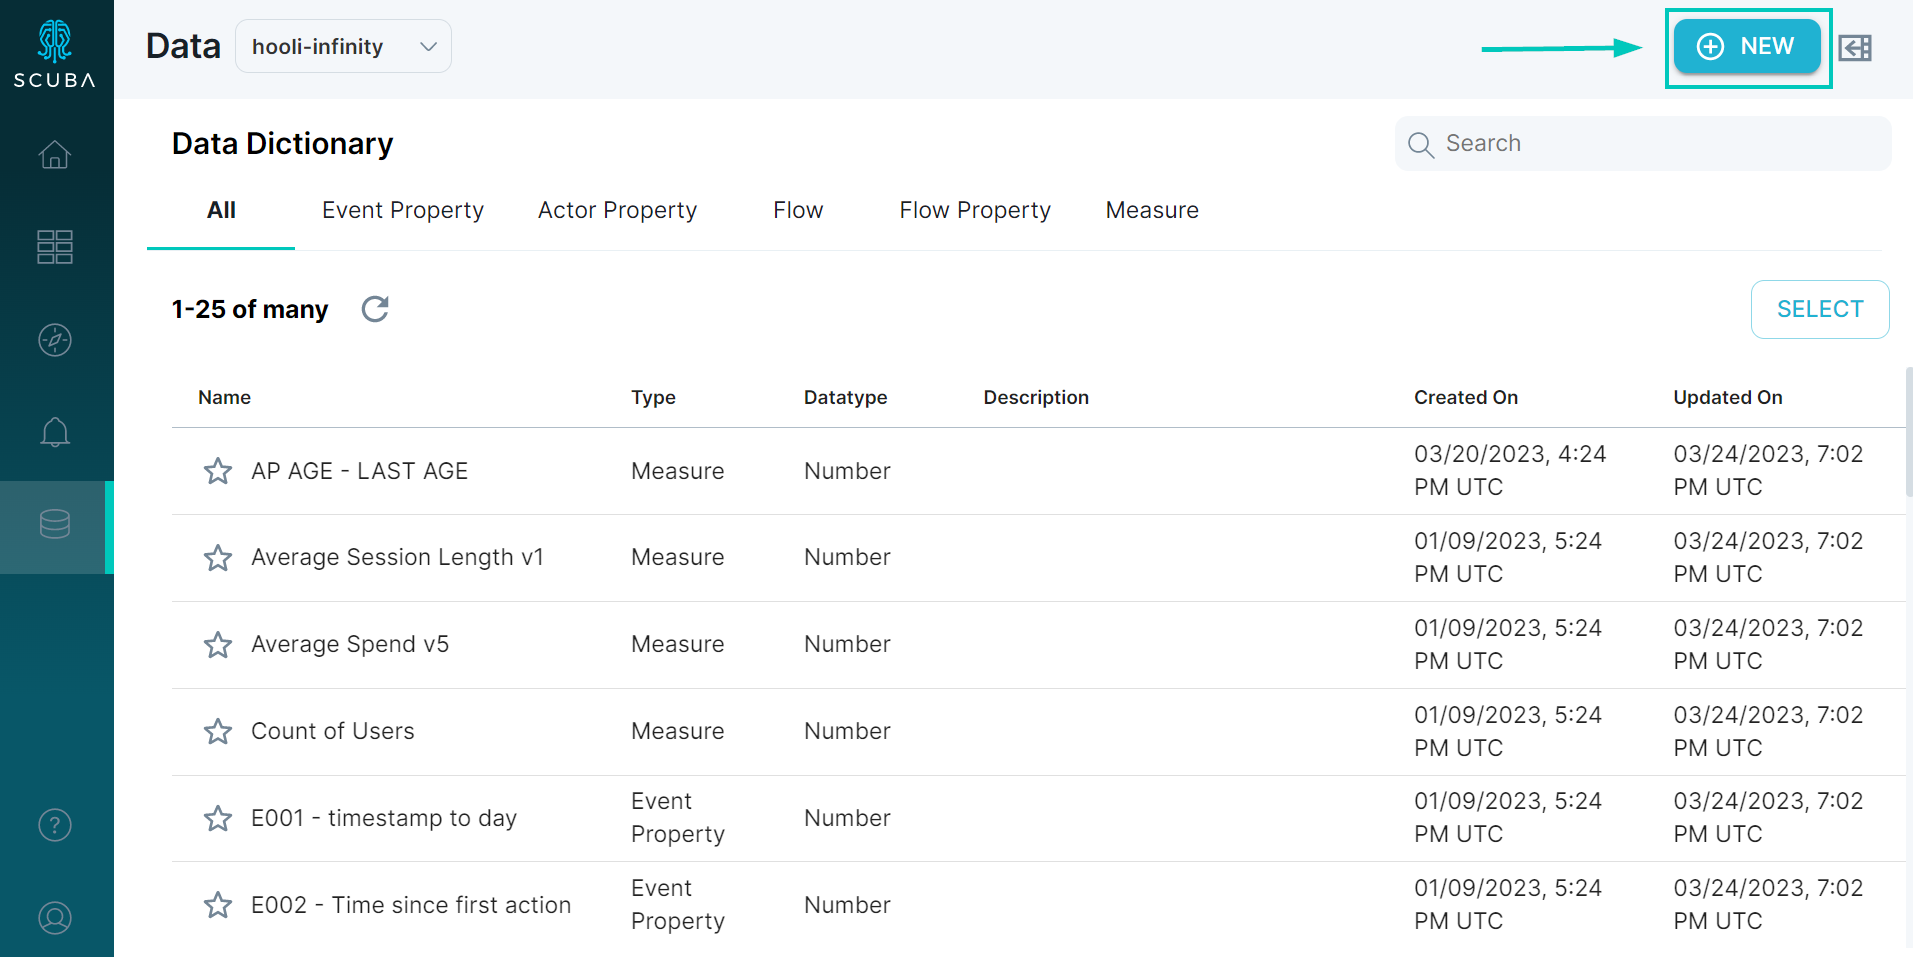 SCUBA
Data
hooli-infinity
NEW
Data Dictionary
Search
All
Event Property
Actor Property
Flow
Flow Property
Measure
1-25 of many
SELECT
Name
Type
Datatype
Description
Created On
Updated On
AP AGE - LAST AGE
Measure
Number
03/20/2023, 4:24
PM UTC
03/24/2023, 7:02
PM UTC
Average Session Length v1
Measure
Number
01/09/2023, 5:24
PM UTC
03/24/2023, 7:02
PM UTC
Average Spend v5
Measure
Number
01/09/2023, 5:24
PM UTC
03/24/2023, 7:02
PM UTC
Count of Users
Measure
Number
01/09/2023, 5:24
PM UTC
03/24/2023, 7:02
PM UTC
E001 - timestamp to day
Event
Property
Number
01/09/2023, 5:24
PM UTC
03/24/2023, 7:02
PM UTC
E002 - Time since first action
Event
Property
Number
01/09/2023, 5:24
PM UTC
03/24/2023, 7:02
PM UTC
?